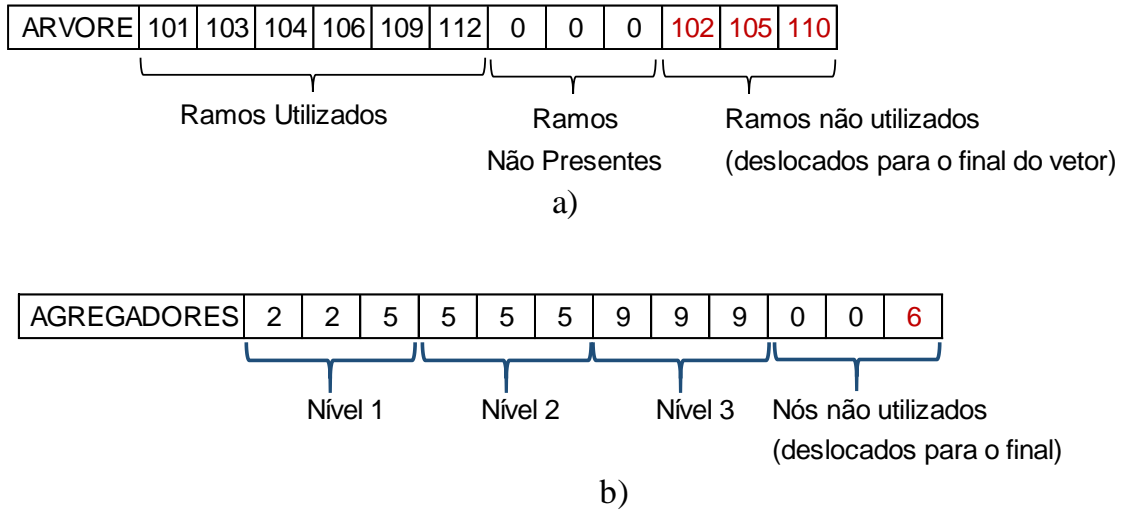 ARVORE 101 103 104 106 109 112 0 0 0 102 105 110
Ramos Utilizados
Ramos
Não Presentes
Ramos não utilizados
(deslocados para o final do vetor)
a)
AGREGADORES 2 2 5 5 5 5 9 9 9 0 0 6
Nível 1
Nível 2
Nível 3
Nós não utilizados
(deslocados para o final)
b)